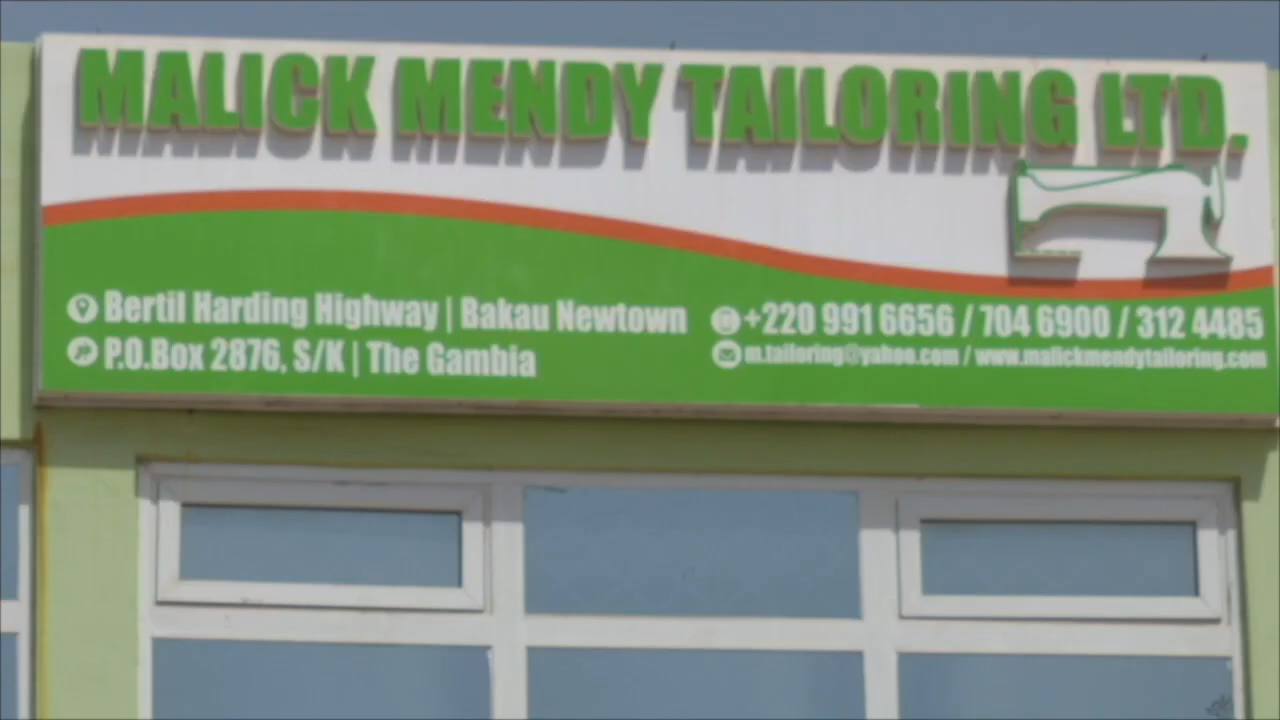 MALICK MENDY TAILORING LTD.
Bertil Harding Highway | Bakau Newtown
P.O.Box 2876, S/K | The Gambia
+220 991 6656 / 704 6900 / 312 4485
m.tailoring@yahoo.com / www.malickmendytailoring.com